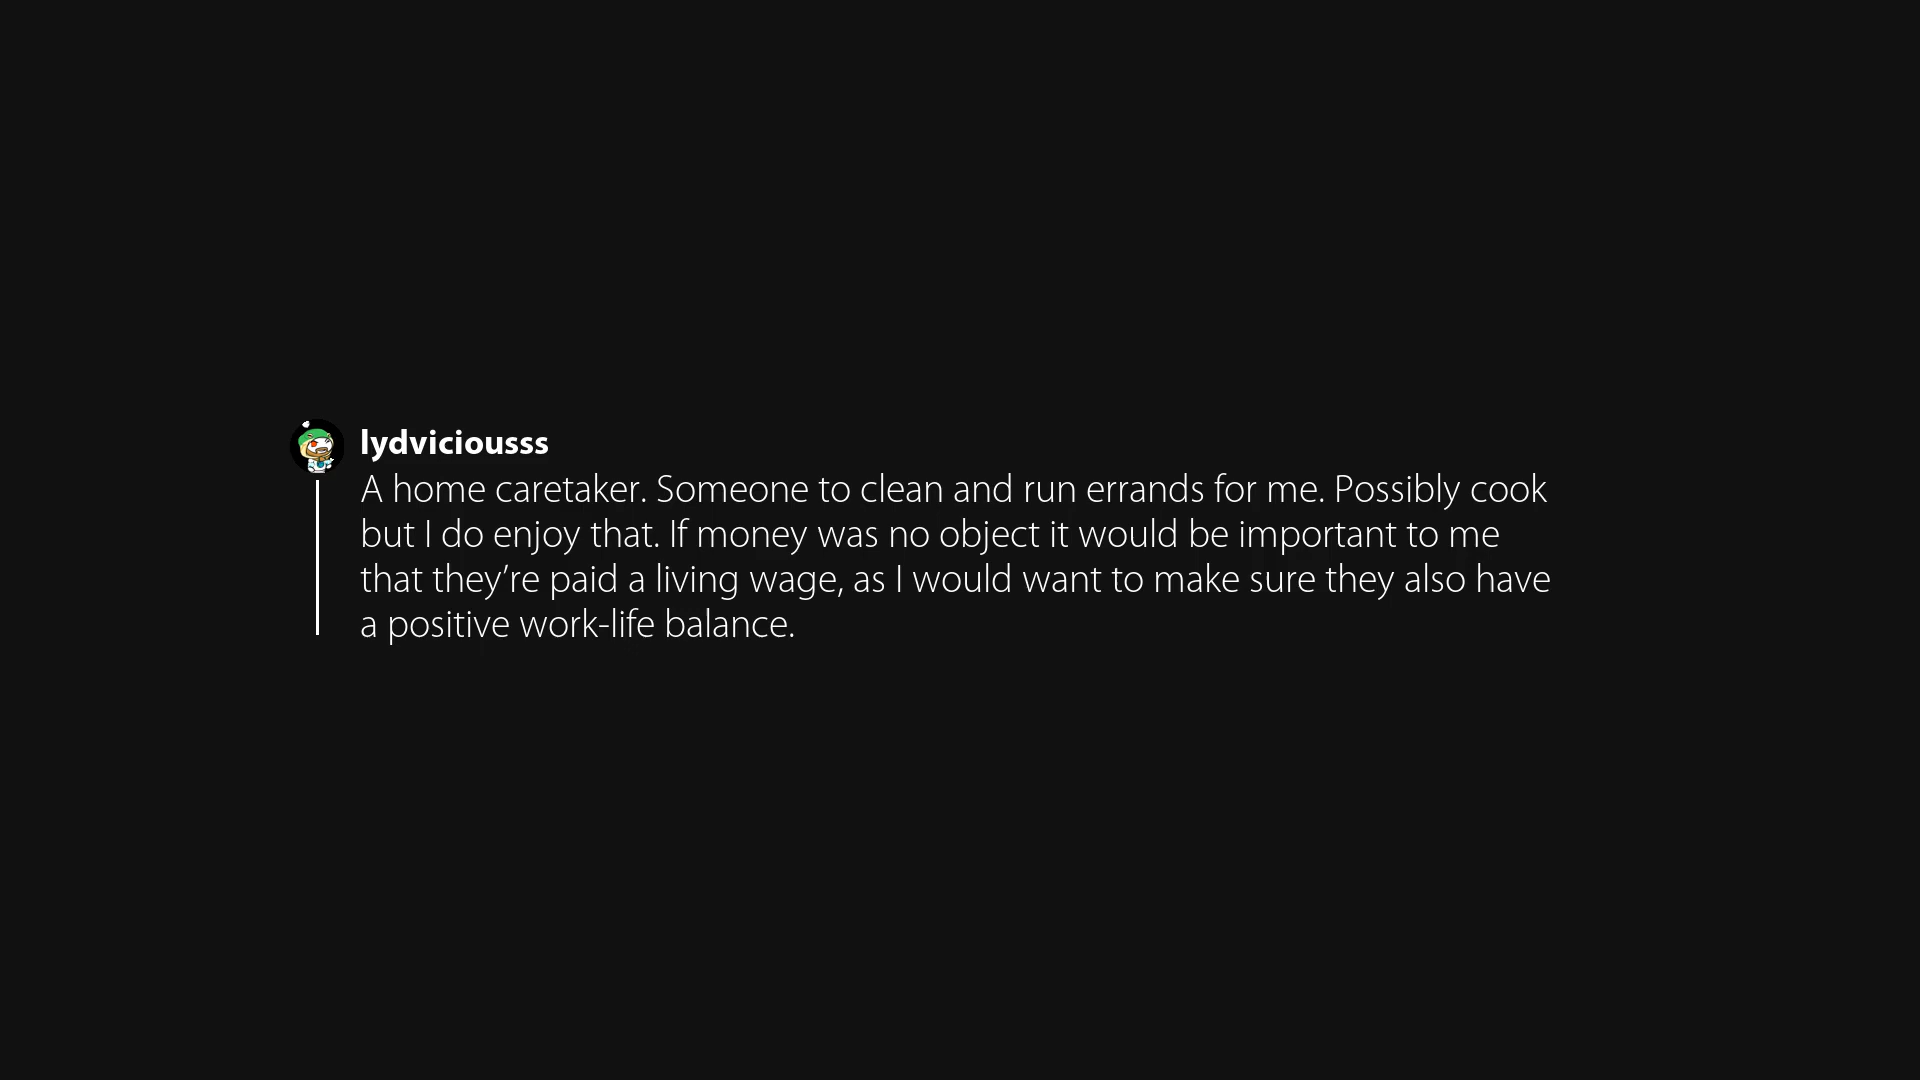 lydviciousss
A home caretaker. Someone to clean and run errands for me. Possibly cook
but I do enjoy that. If money was no object it would be important to me
that they’re paid a living wage, as I would want to make sure they also have
a positive work-life balance.